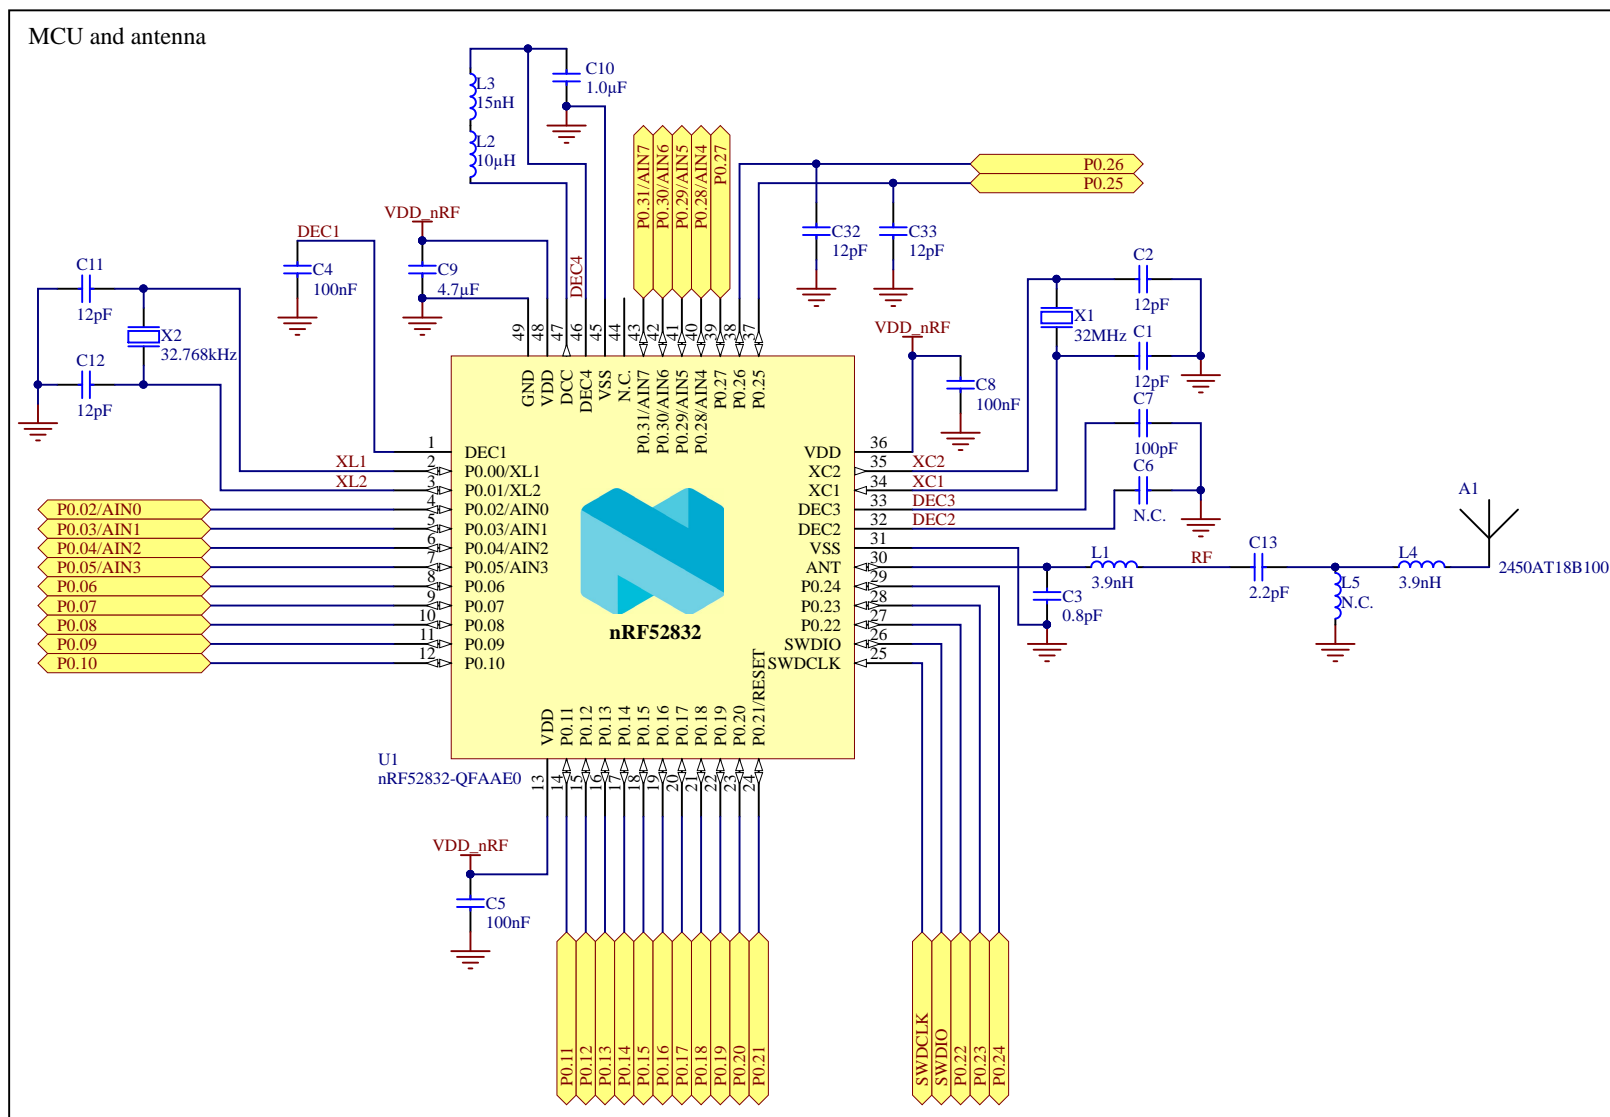 MCU and antenna
L3
15nH
L2
10µH
C10
1.0µF
P0.31/AIN7
P0.30/AIN6
P0.29/AIN5
P0.28/AIN4
P0.27
P0.26
P0.25
C32
12pF
C33
12pF
VDD_nRF
C9
4.7µF
DEC1
C4
100nF
DEC4
C11
12pF
X2
32.768kHz
C12
12pF
C2
12pF
X1
32MHz
C1
12pF
C7
100pF
C6
N.C.
VDD_nRF
C8
100nF
49
48
47
46
45
44
43
42
41
40
39
38
37
GND
VDD
DCC
DEC4
VSS
N.C.
P0.31/AIN7
P0.30/AIN6
P0.29/AIN5
P0.28/AIN4
P0.27
P0.26
P0.25
1 DEC1
XL1 2 P0.00/XL1
XL2 3 P0.01/XL2
P0.02/AIN0 4 P0.02/AIN0
P0.03/AIN1 5 P0.03/AIN1
P0.04/AIN2 6 P0.04/AIN2
P0.05/AIN3 7 P0.05/AIN3
P0.06 8 P0.06
P0.07 9 P0.07
P0.08 10 P0.08
P0.09 11 P0.09
P0.10 12 P0.10
nRF52832
VDD 36
XC2 35 XC2
XC1 34 XC1
DEC3 33 DEC3
DEC2 32 DEC2
VSS 31
ANT 30
P0.24 29
P0.23 28
P0.22 27
SWDIO 26
SWDCLK 25
C3
0.8pF
L1
3.9nH
RF
C13
2.2pF
L5
N.C.
L4
3.9nH
A1
2450AT18B100
VDD
P0.11
P0.12
P0.13
P0.14
P0.15
P0.16
P0.17
P0.18
P0.19
P0.20
P0.21/RESET
U1
nRF52832-QFAAE0
13
14
15
16
17
18
19
20
21
22
23
24
VDD_nRF
C5
100nF
P0.11
P0.12
P0.13
P0.14
P0.15
P0.16
P0.17
P0.18
P0.19
P0.20
P0.21
SWDCLK
SWDIO
P0.22
P0.23
P0.24